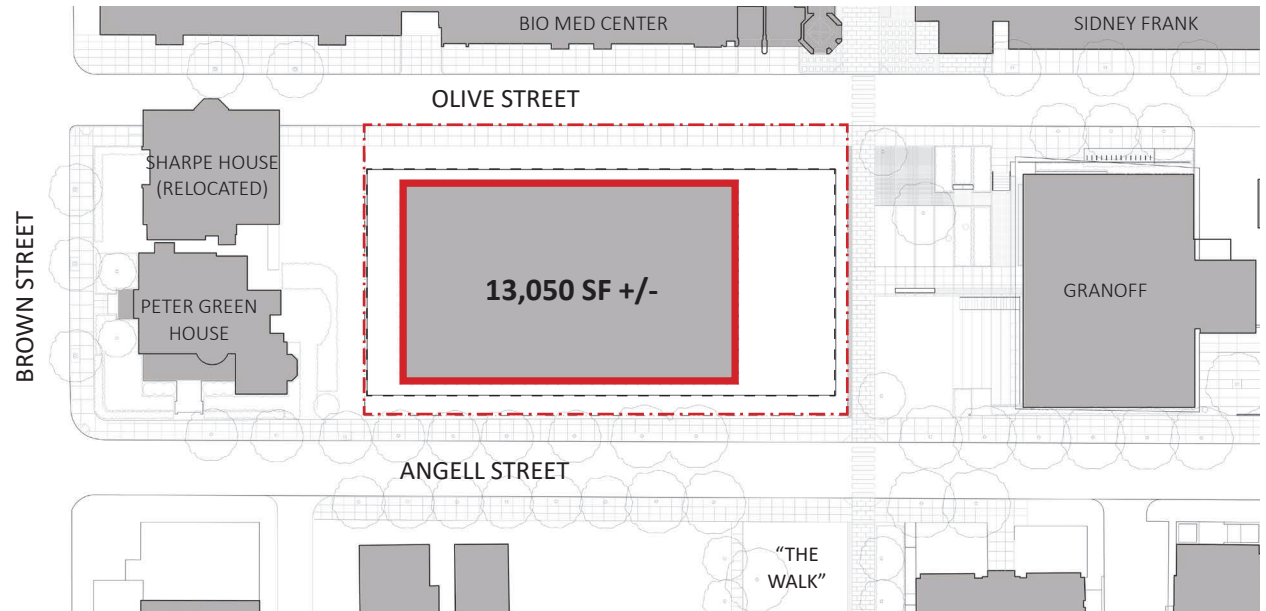 BIO MED CENTER
SIDNEY FRANK
OLIVE STREET
SHARPE HOUSE
(RELOCATED)
BROWN STREET
13,050 SF +/-
PETER GREEN
HOUSE
GRANOFF
ANGELL STREET
“THE
WALK”